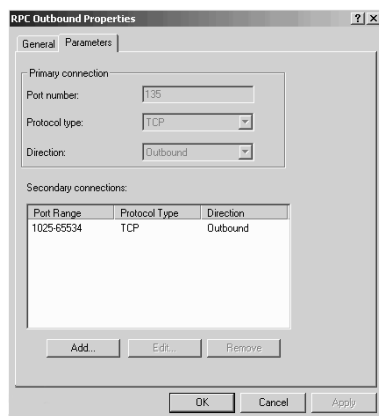 RPC Outbound Properties
General
Parameters
Primary connection
Port number:
135
Protocol type:
TCP
Direction:
Outbound
Secondary connections:
Port Range Protocol Type Direction
1025-65534 TCP Outbound
Add... Edit... Remove
OK Cancel Apply